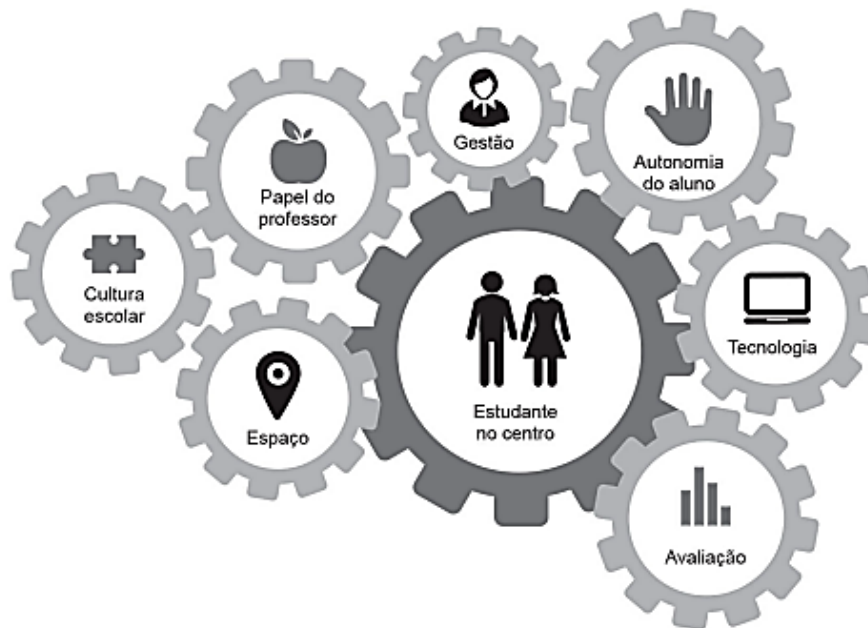 Gestão
Autonomia
do aluno
Papel do
professor
Cultura
escolar
Tecnologia
Espaço
Estudante
no centro
Avaliação